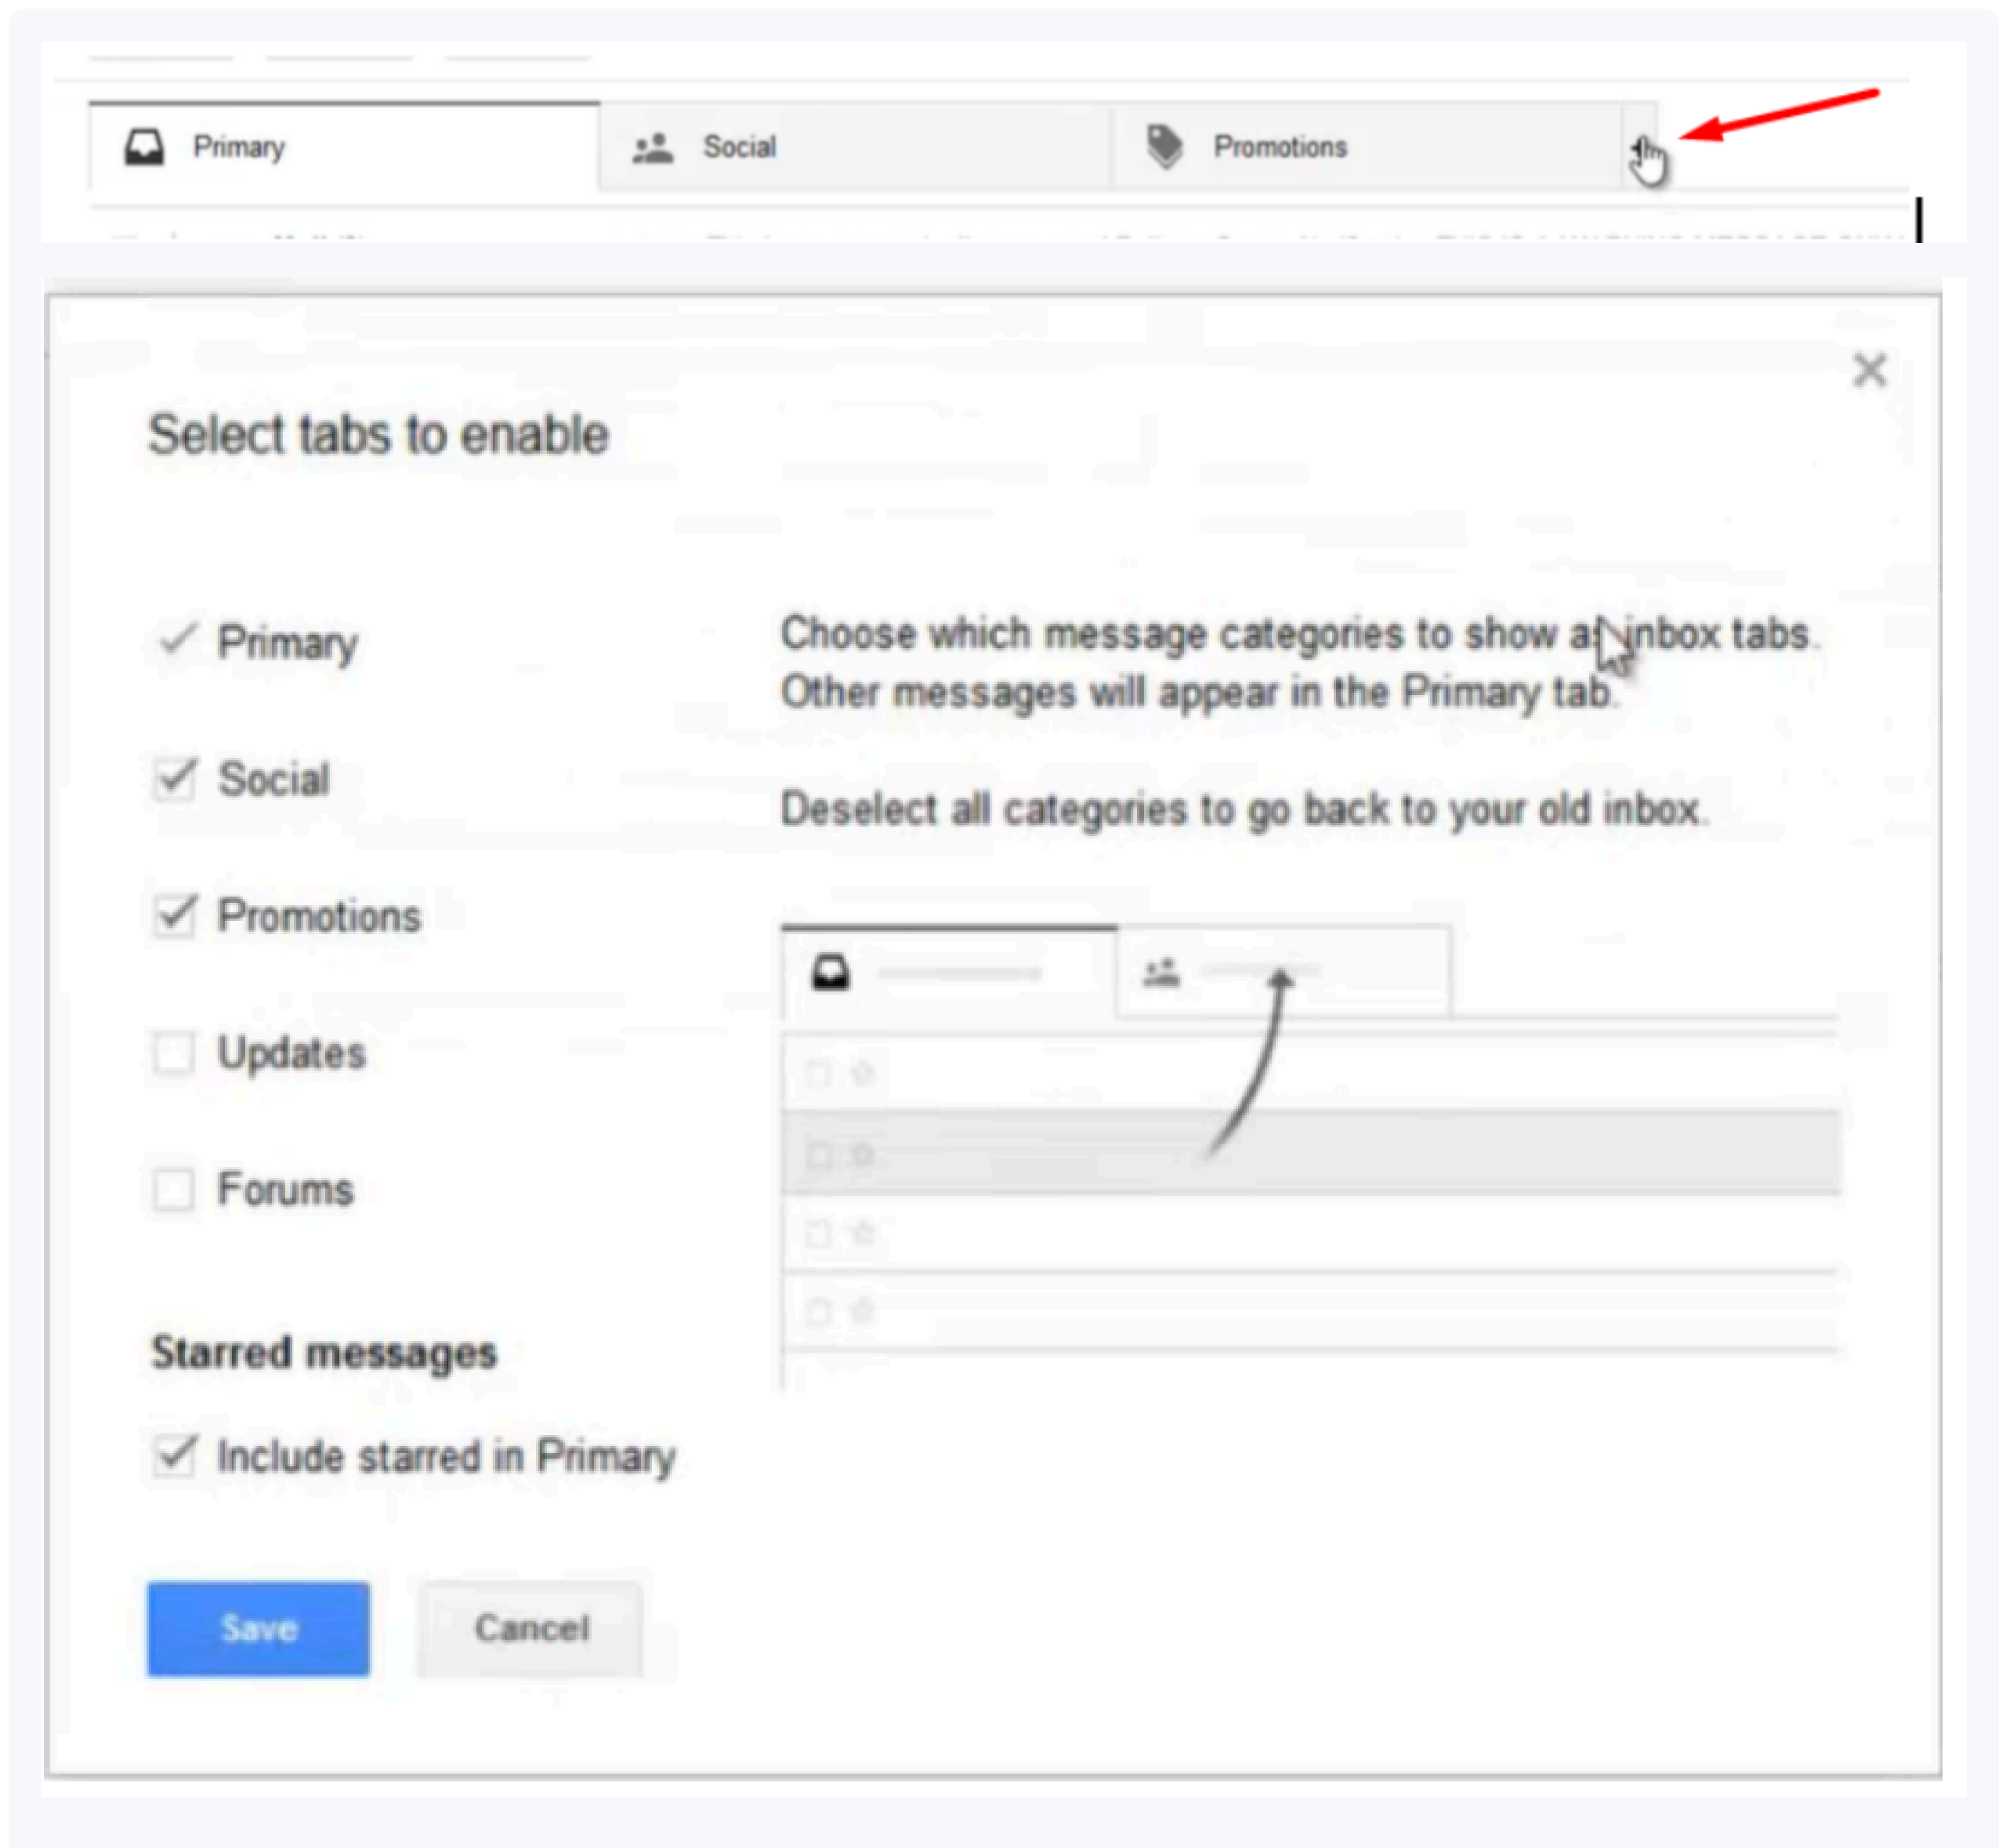 Primary Social Promotions
Select tabs to enable
Primary
Social
Promotions
Updates
Forums
Starred messages
Include starred in Primary
Save Cancel
Choose which message categories to show as inbox tabs.
Other messages will appear in the Primary tab.
Deselect all categories to go back to your old inbox.